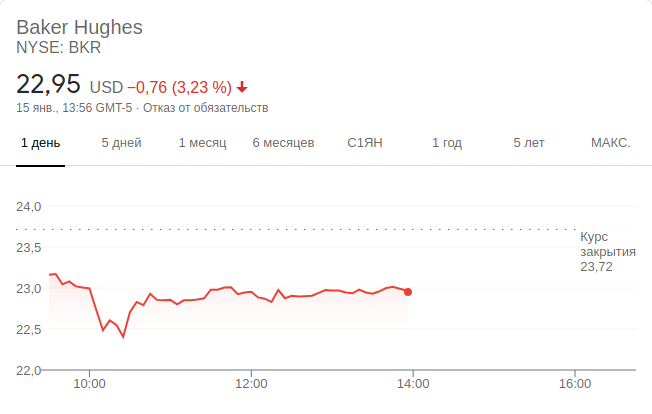 Baker Hughes
NYSE: BKR
22,95 USD −0,76 (3,23 %)
15 янв., 13:56 GMT-5 · Отказ от обязательств
1 день 5 дней 1 месяц 6 месяцев С1ЯН 1 год 5 лет МАКС.
24,0
Курс
закрытия
23,72
23,5
23,0
22,5
22,0
10:00 12:00 14:00 16:00